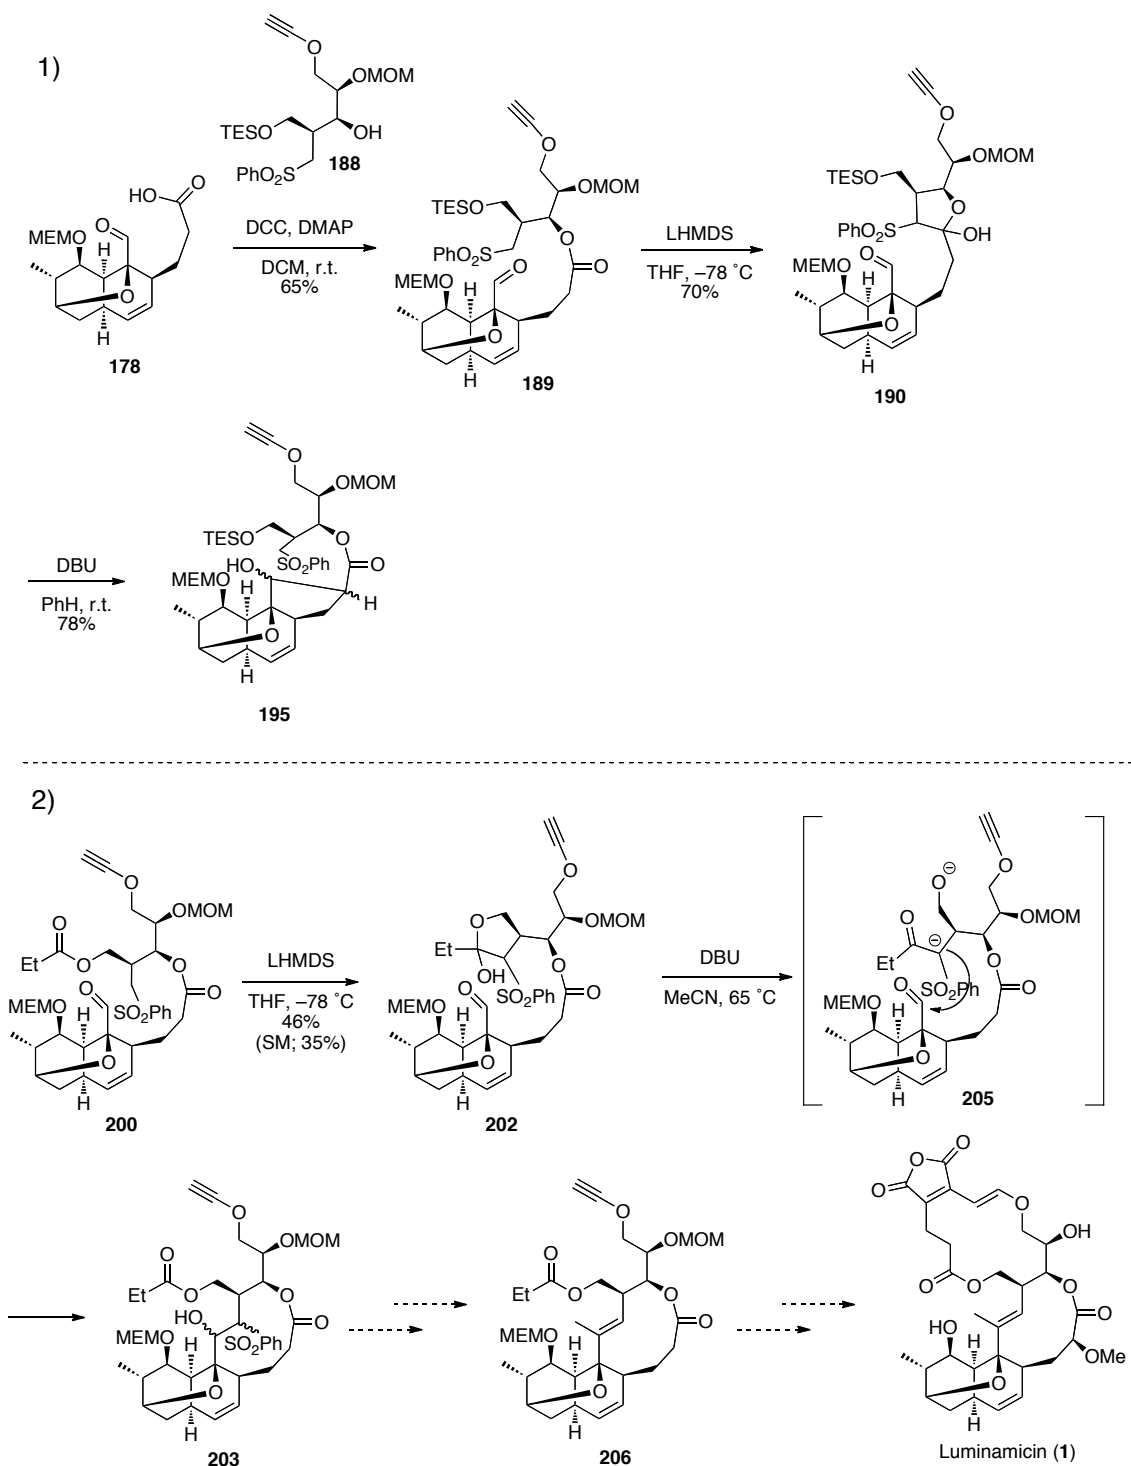 1)
O
OMOM
TESO
OH
PhO2S
188
HO
O
O
MEMO
H
O
H
178
DCC, DMAP
DCM, r.t.
65%
O
OMOM
TESO
PhO2S
O
O
O
MEMO
H
O
H
189
LHMDS
THF, –78 ˚C
70%
O
OMOM
TESO
O
PhO2S
OH
O
MEMO
H
O
H
190
DBU
PhH, r.t.
78%
O
OMOM
TESO
O
SO2Ph
O
HO
MEMO
H
H
O
H
195
2)
O
OMOM
O
Et
O
O
O
SO2Ph
O
MEMO
H
O
H
200
LHMDS
THF, –78 ˚C
46%
(SM; 35%)
O
OMOM
O
Et
OH
O
SO2Ph
O
O
MEMO
H
O
H
202
DBU
MeCN, 65 ˚C
O
⊖
O
OMOM
O
⊖
Et
O
SO2Ph
O
O
MEMO
H
O
H
205
O
OMOM
O
Et
O
O
HO
O
SO2Ph
MEMO
H
O
H
203
O
OMOM
O
Et
O
O
O
MEMO
H
O
H
206
O
O
O
O
OH
O
O
O
O
HO
OMe
H
O
H
Luminamicin (1)